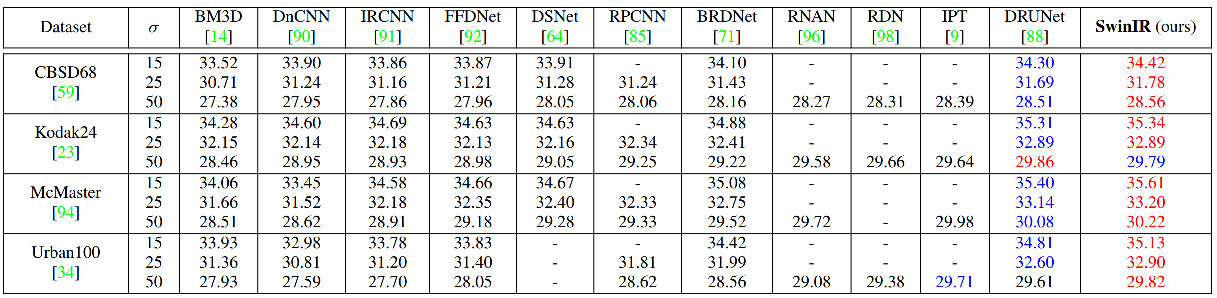 Dataset σ BM3D [14] DnCNN [90] IRCNN [91] FFDNet [92] DSNet [64] RPCNN [85] BRDNet [71] RNAN [96] RDN [98] IPT [9] DRUNet [88] SwinIR (ours)
CBSD68 [59] 15 33.52 33.90 33.86 33.87 33.91 - 34.10 - - - 34.30 34.42
25 30.71 31.24 31.16 31.21 31.28 31.24 31.43 - - - 31.69 31.78
50 27.38 27.95 27.86 27.96 28.05 28.06 28.16 28.27 28.31 28.39 28.51 28.56
Kodak24 [23] 15 34.28 34.60 34.69 34.63 34.63 - 34.88 - - - 35.31 35.34
25 32.15 32.14 32.18 32.13 32.16 32.34 32.41 - - - 32.89 32.89
50 28.46 28.95 28.93 28.98 29.05 29.25 29.22 29.58 29.66 29.64 29.86 29.79
McMaster [94] 15 34.06 33.45 34.58 34.66 34.67 - 35.08 - - - 35.40 35.61
25 31.66 31.52 32.18 32.35 32.40 32.33 32.75 - - - 33.14 33.20
50 28.51 28.62 28.91 29.18 29.28 29.33 29.52 29.72 - 29.98 30.08 30.22
Urban100 [34] 15 33.93 32.98 33.78 33.83 - - 34.42 - - - 34.81 35.13
25 31.36 30.81 31.20 31.40 - 31.81 31.99 - - - 32.60 32.90
50 27.93 27.59 27.70 28.05 - 28.62 28.56 29.08 29.38 29.71 29.61 29.82